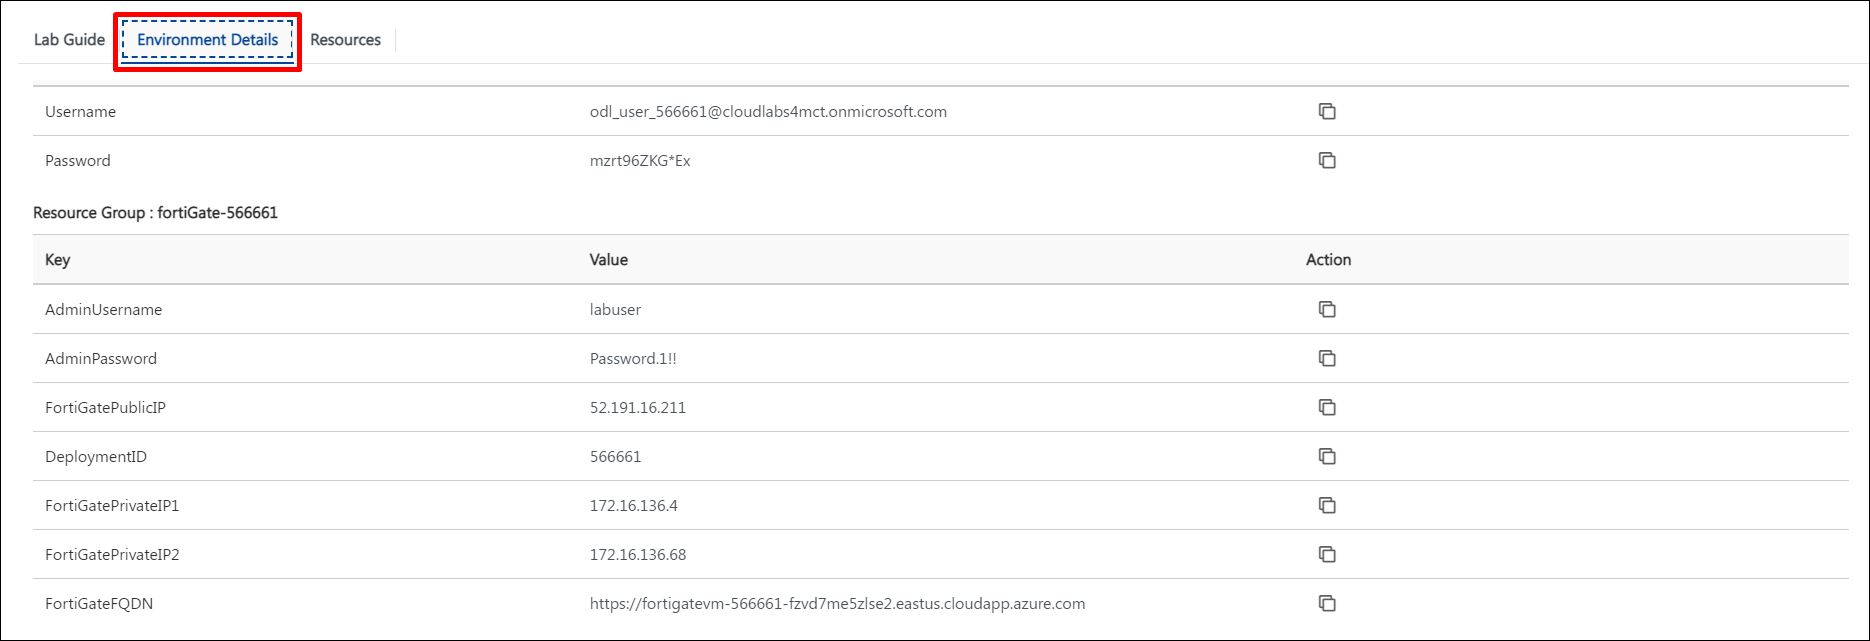 Lab Guide Environment Details Resources
Username odl_user_566661@cloudlabs4mct.onmicrosoft.com
Password mzrt96ZKG*Ex
Resource Group : fortiGate-566661
Key Value Action
AdminUsername labuser
AdminPassword Password.1!!
FortiGatePublicIP 52.191.16.211
DeploymentID 566661
FortiGatePrivateIP1 172.16.136.4
FortiGatePrivateIP2 172.16.136.68
FortiGateFQDN https://fortigatevm-566661-fzvd7me5zlse2.eastus.cloudapp.azure.com